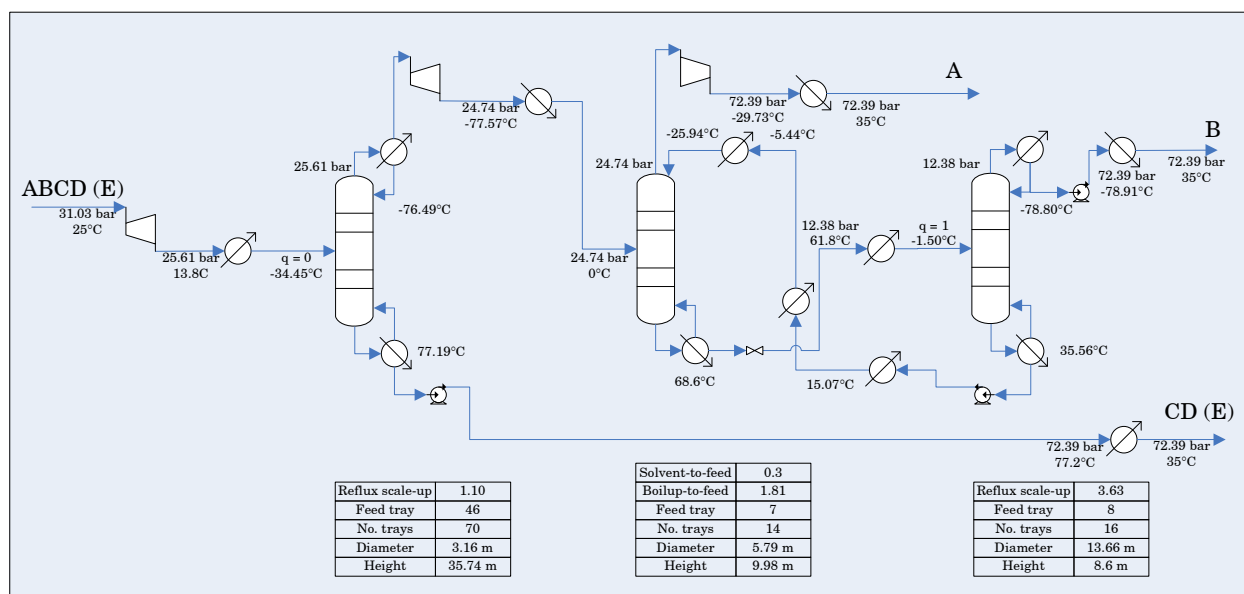 A
B
72.39 bar
-29.73°C
72.39 bar
35°C
24.74 bar
-77.57°C
-25.94°C
-5.44°C
25.61 bar
24.74 bar
12.38 bar
72.39 bar
-78.91°C
72.39 bar
35°C
ABCD (E)
31.03 bar
25°C
-76.49°C
-78.80°C
12.38 bar
61.8°C
q = 1
-1.50°C
25.61 bar
13.8C
q = 0
-34.45°C
24.74 bar
0°C
77.19°C
68.6°C
15.07°C
35.56°C
CD (E)
72.39 bar
77.2°C
72.39 bar
35°C
Reflux scale-up 1.10
Feed tray 46
No. trays 70
Diameter 3.16 m
Height 35.74 m
Solvent-to-feed 0.3
Boilup-to-feed 1.81
Feed tray 7
No. trays 14
Diameter 5.79 m
Height 9.98 m
Reflux scale-up 3.63
Feed tray 8
No. trays 16
Diameter 13.66 m
Height 8.6 m